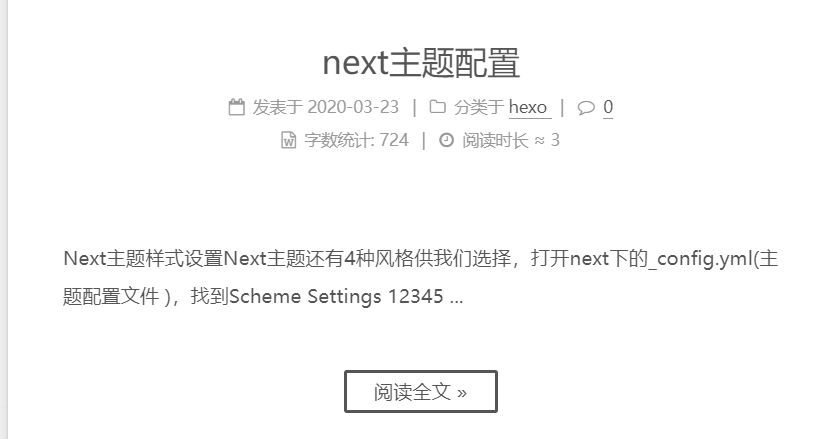 next主题配置
发表于 2020-03-23 | 分类于 hexo | 0
字数统计: 724 | 阅读时长 ≈ 3
Next主题样式设置Next主题还有4种风格供我们选择，打开next下的_config.yml(主
题配置文件 )，找到Scheme Settings 12345 ...
阅读全文 »